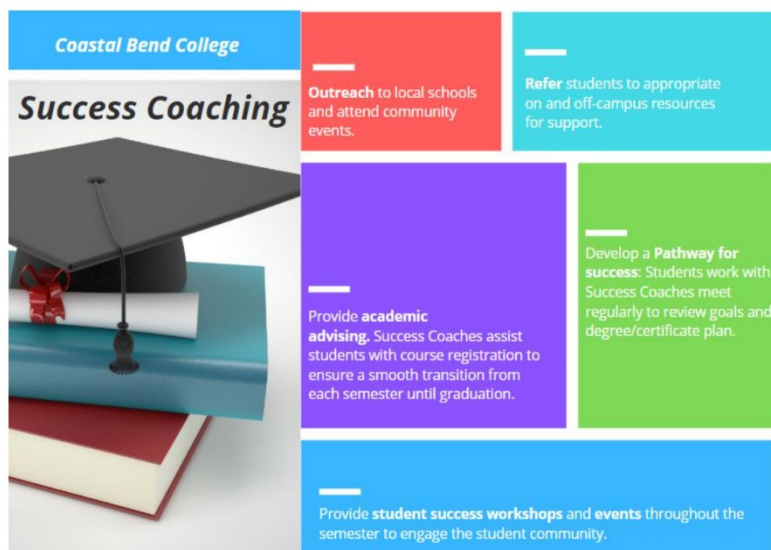 Coastal Bend College
Success Coaching
Outreach to local schools
and attend community
events.
Refer students to appropriate
on and off-campus resources
for support.
Provide academic
advising. Success Coaches assist
students with course registration to
ensure a smooth transition from
each semester until graduation.
Develop a Pathway for
success: Students work with
Success Coaches meet
regularly to review goals and
degree/certificate plan.
Provide student success workshops and events throughout the
semester to engage the student community.